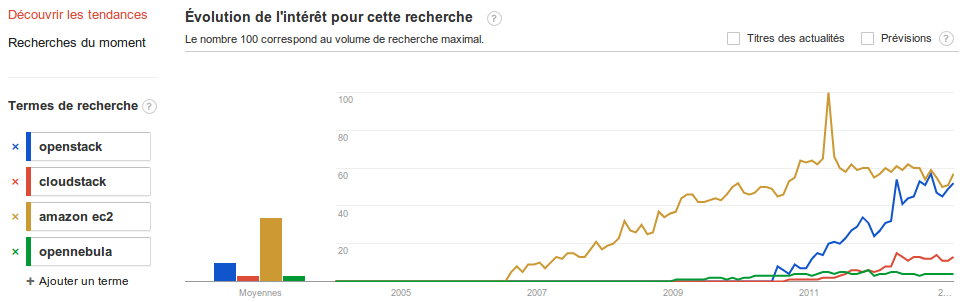 Découvrir les tendances
Recherches du moment
Termes de recherche ?
× openstack
× cloudstack
× amazon ec2
× opennebula
+ Ajouter un terme
Évolution de l'intérêt pour cette recherche ?
Le nombre 100 correspond au volume de recherche maximal.
Titres des actualités
Prévisions ?
100
80
60
40
20
Moyennes
2005
2007
2009
2011
2...